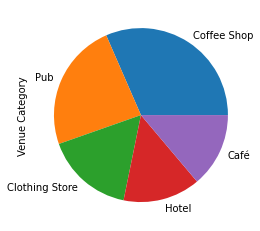 Coffee Shop
Pub
Venue Category
Clothing Store
Hotel
Café